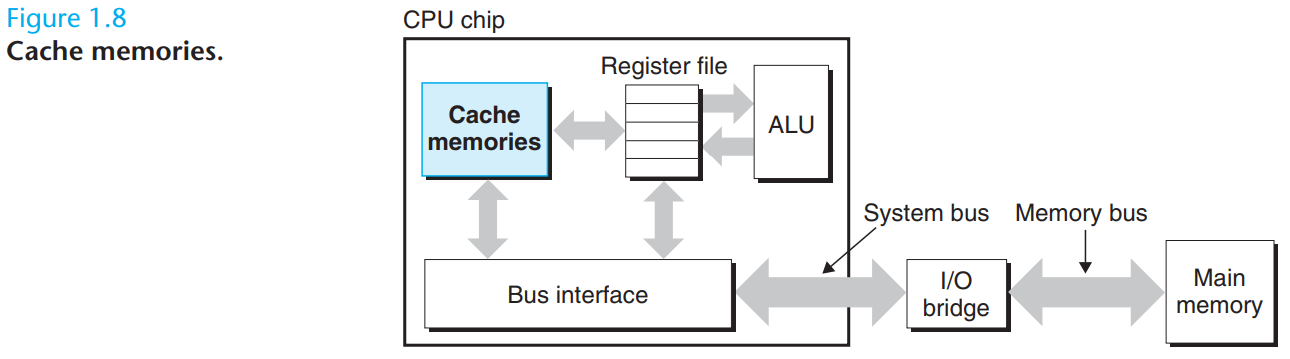 Figure 1.8
Cache memories.
CPU chip
Register file
Cache
memories
ALU
System bus
Memory bus
Bus interface
I/O
bridge
Main
memory